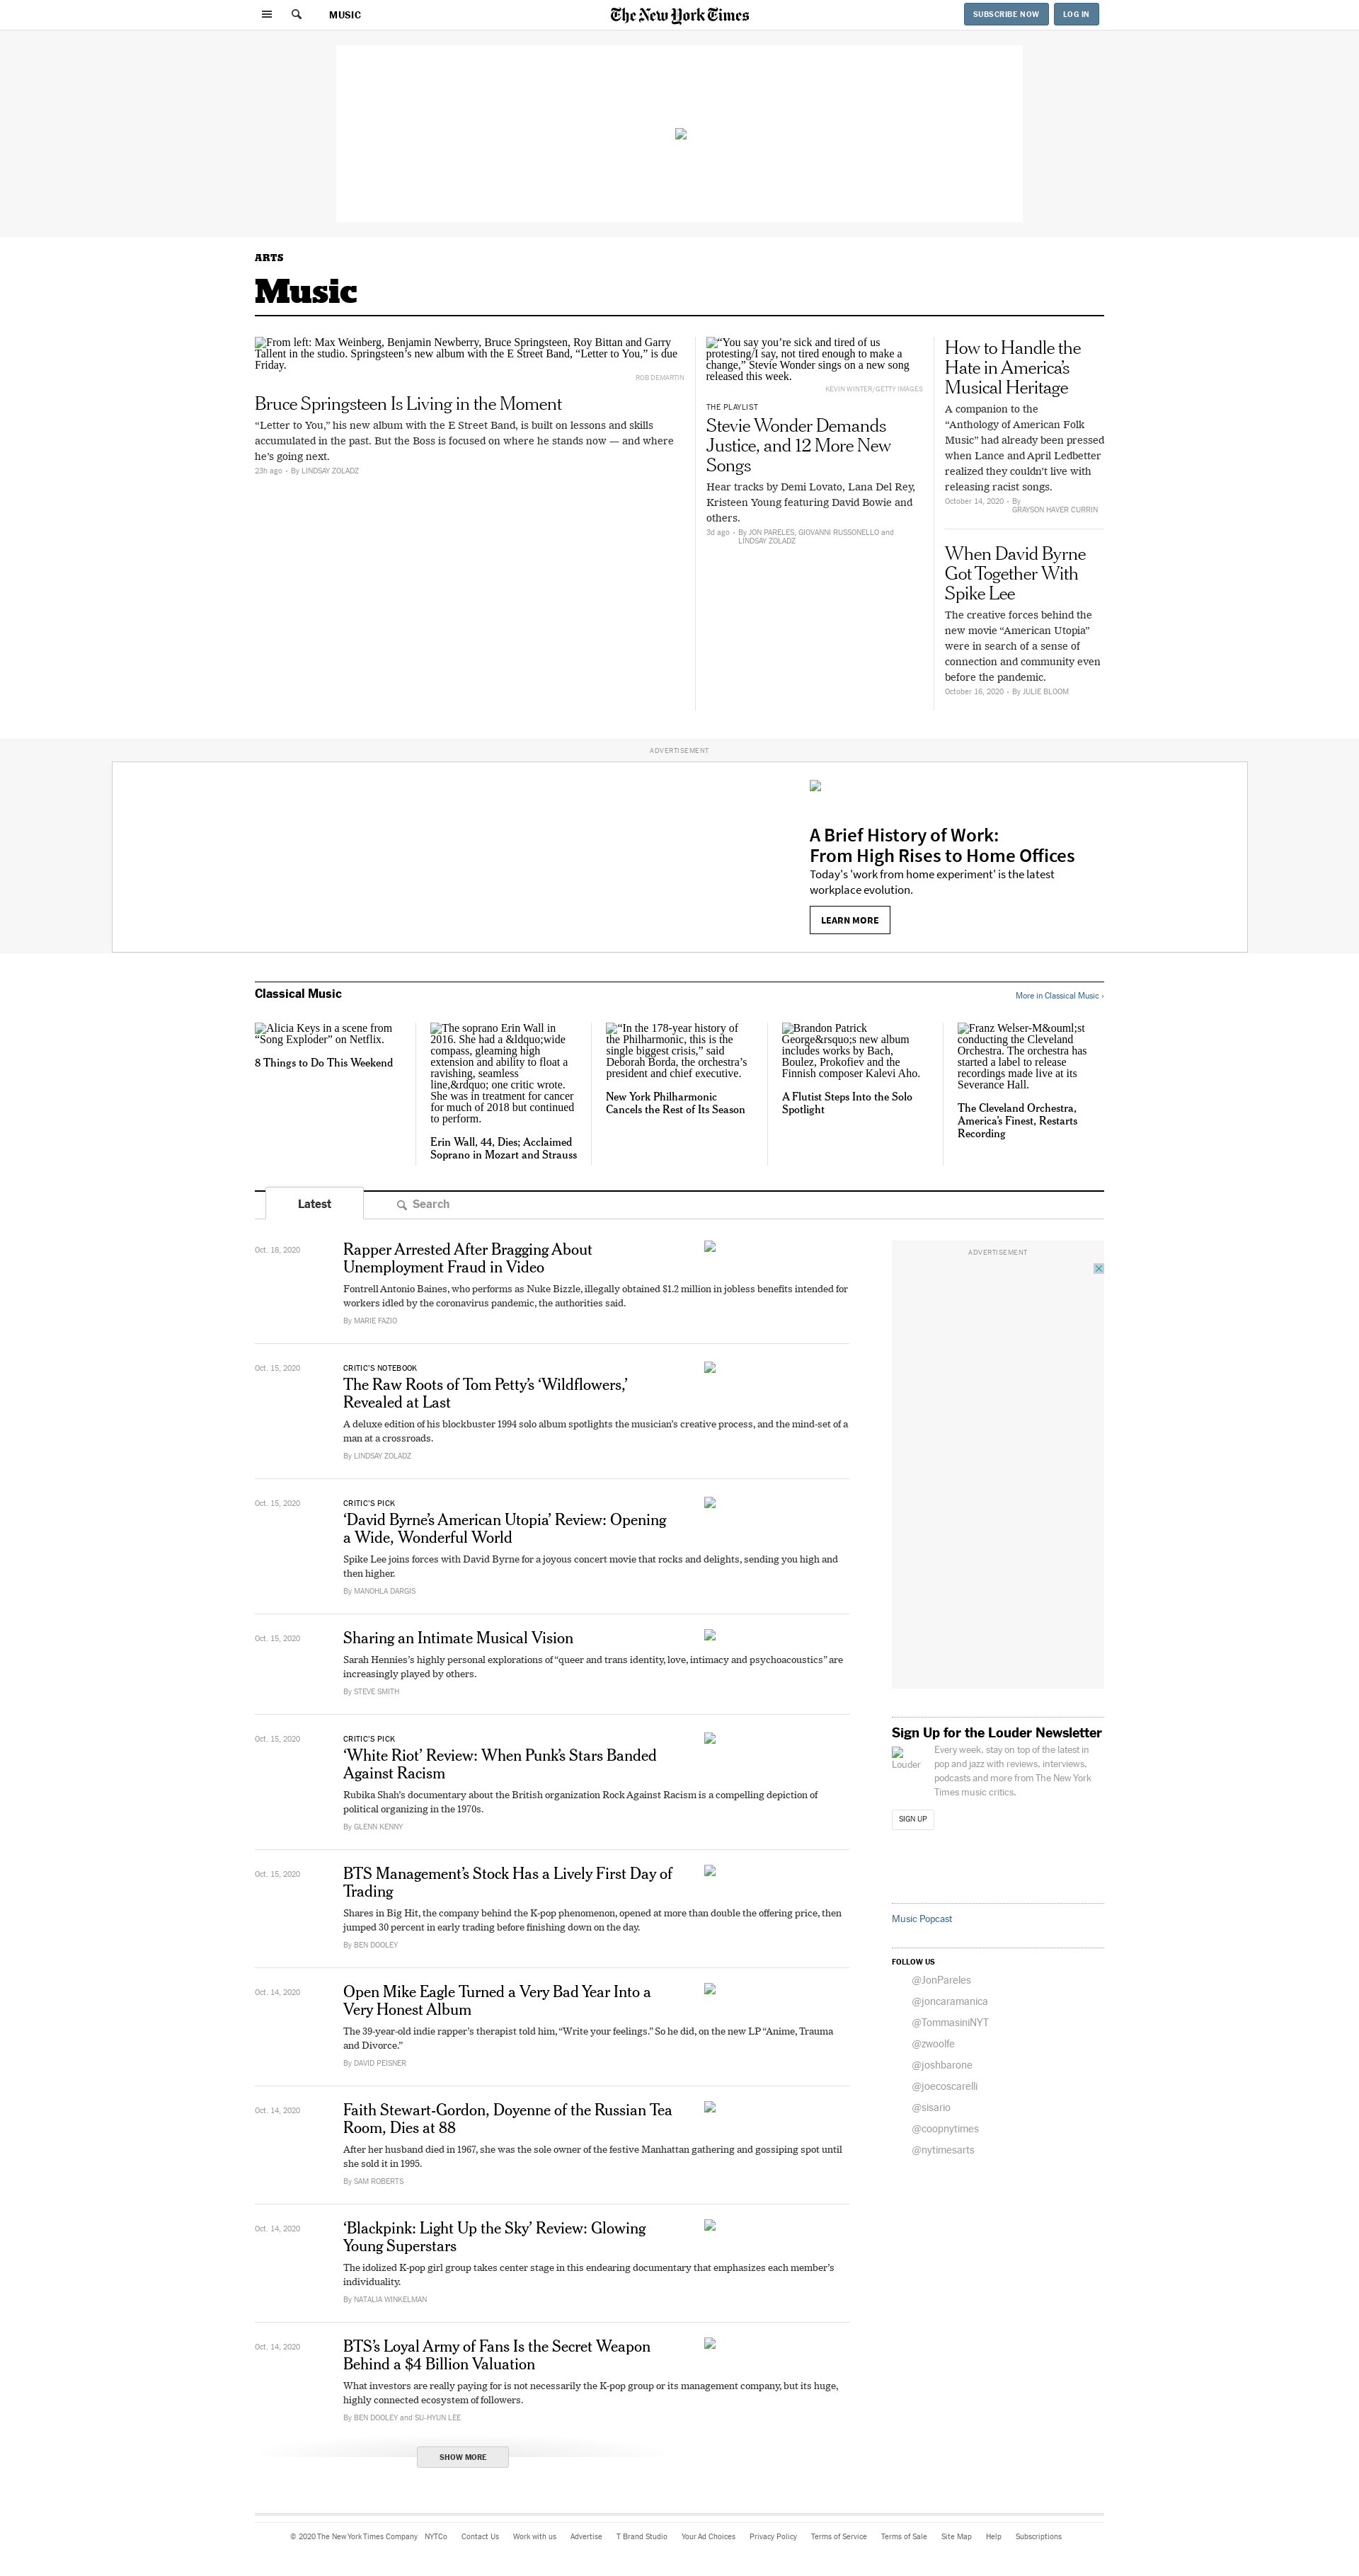 MUSIC
The New York Times
SUBSCRIBE NOW
LOG IN
ARTS
Music
From left: Max Weinberg, Benjamin Newberry, Bruce Springsteen, Roy Bittan and Garry
Tallent in the studio. Springsteen's new album with the E Street Band, “Letter to You,” is due
Friday.
ROB DEMARTIN
Bruce Springsteen Is Living in the Moment
“Letter to You,” his new album with the E Street Band, is built on lessons and skills
accumulated in the past. But the Boss is focused on where he stands now — and where
he’s going next.
23h ago • By LINDSAY ZOLADZ
“You say you’re sick and tired of us
protesting/I say, not tired enough to make a
change,” Stevie Wonder sings on a new song
released this week.
KEVIN WINTER/GETTY IMAGES
THE PLAYLIST
Stevie Wonder Demands
Justice, and 12 More New
Songs
Hear tracks by Demi Lovato, Lana Del Rey,
Kristeen Young featuring David Bowie and
others.
3d ago • By JON PARELES, GIOVANNI RUSSONELLO and
LINDSAY ZOLADZ
How to Handle the
Hate in America’s
Musical Heritage
A companion to the
“Anthology of American Folk
Music” had already been pressed
when Lance and April Ledbetter
realized they couldn’t live with
releasing racist songs.
October 14, 2020 • By
GRAYSON HAVER CURRIN
When David Byrne
Got Together With
Spike Lee
The creative forces behind the
new movie “American Utopia”
were in search of a sense of
connection and community even
before the pandemic.
October 16, 2020 • By JULIE BLOOM
ADVERTISEMENT
A Brief History of Work:
From High Rises to Home Offices
Today's 'work from home experiment' is the latest
workplace evolution.
LEARN MORE
Classical Music
More in Classical Music ›
Alicia Keys in a scene from
“Song Exploder” on Netflix.
8 Things to Do This Weekend
The soprano Erin Wall in
2016. She had a &ldquo;wide
compass, gleaming high
extension and ability to float a
ravishing, seamless
line,&rdquo; one critic wrote.
She was in treatment for cancer
for much of 2018 but continued
to perform.
Erin Wall, 44, Dies; Acclaimed
Soprano in Mozart and Strauss
“In the 178-year history of
the Philharmonic, this is the
single biggest crisis,” said
Deborah Borda, the orchestra’s
president and chief executive.
New York Philharmonic
Cancels the Rest of Its Season
Brandon Patrick
George&rsquo;s new album
includes works by Bach,
Boulez, Prokofiev and the
Finnish composer Kalevi Aho.
A Flutist Steps Into the Solo
Spotlight
Franz Welser-M&ouml;st
conducting the Cleveland
Orchestra. The orchestra has
started a label to release
recordings made live at its
Severance Hall.
The Cleveland Orchestra,
America’s Finest, Restarts
Recording
Latest
Search
Oct. 18, 2020
Rapper Arrested After Bragging About
Unemployment Fraud in Video
Fontrell Antonio Baines, who performs as Nuke Bizzle, illegally obtained $1.2 million in jobless benefits intended for
workers idled by the coronavirus pandemic, the authorities said.
By MARIE FAZIO
Oct. 15, 2020
CRITIC’S NOTEBOOK
The Raw Roots of Tom Petty’s ‘Wildflowers,’
Revealed at Last
A deluxe edition of his blockbuster 1994 solo album spotlights the musician’s creative process, and the mind-set of a
man at a crossroads.
By LINDSAY ZOLADZ
Oct. 15, 2020
CRITIC’S PICK
‘David Byrne’s American Utopia’ Review: Opening
a Wide, Wonderful World
Spike Lee joins forces with David Byrne for a joyous concert movie that rocks and delights, sending you high and
then higher.
By MANOHLA DARGIS
Oct. 15, 2020
Sharing an Intimate Musical Vision
Sarah Hennies’s highly personal explorations of “queer and trans identity, love, intimacy and psychoacoustics” are
increasingly played by others.
By STEVE SMITH
Oct. 15, 2020
CRITIC’S PICK
‘White Riot’ Review: When Punk’s Stars Banded
Against Racism
Rubika Shah’s documentary about the British organization Rock Against Racism is a compelling depiction of
political organizing in the 1970s.
By GLENN KENNY
Oct. 15, 2020
BTS Management’s Stock Has a Lively First Day of
Trading
Shares in Big Hit, the company behind the K-pop phenomenon, opened at more than double the offering price, then
jumped 30 percent in early trading before finishing down on the day.
By BEN DOOLEY
Oct. 14, 2020
Open Mike Eagle Turned a Very Bad Year Into a
Very Honest Album
The 39-year-old indie rapper’s therapist told him, “Write your feelings.” So he did, on the new LP “Anime, Trauma
and Divorce.”
By DAVID PEISNER
Oct. 14, 2020
Faith Stewart-Gordon, Doyenne of the Russian Tea
Room, Dies at 88
After her husband died in 1967, she was the sole owner of the festive Manhattan gathering and gossiping spot until
she sold it in 1995.
By SAM ROBERTS
Oct. 14, 2020
‘Blackpink: Light Up the Sky’ Review: Glowing
Young Superstars
The idolized K-pop girl group takes center stage in this endearing documentary that emphasizes each member’s
individuality.
By NATALIA WINKELMAN
Oct. 14, 2020
BTS’s Loyal Army of Fans Is the Secret Weapon
Behind a $4 Billion Valuation
What investors are really paying for is not necessarily the K-pop group or its management company, but its huge,
highly connected ecosystem of followers.
By BEN DOOLEY and SU-HYUN LEE
SHOW MORE
ADVERTISEMENT
Sign Up for the Louder Newsletter
Louder
Every week, stay on top of the latest in
pop and jazz with reviews, interviews,
podcasts and more from The New York
Times music critics.
SIGN UP
Music Popcast
FOLLOW US
@JonPareles
@joncaramanica
@TommasiniNYT
@zwoolfe
@joshbarone
@joecoscarelli
@sisario
@coopnytimes
@nytimesarts
© 2020 The New York Times Company NYTCo Contact Us Work with us Advertise T Brand Studio Your Ad Choices Privacy Policy Terms of Service Terms of Sale Site Map Help Subscriptions